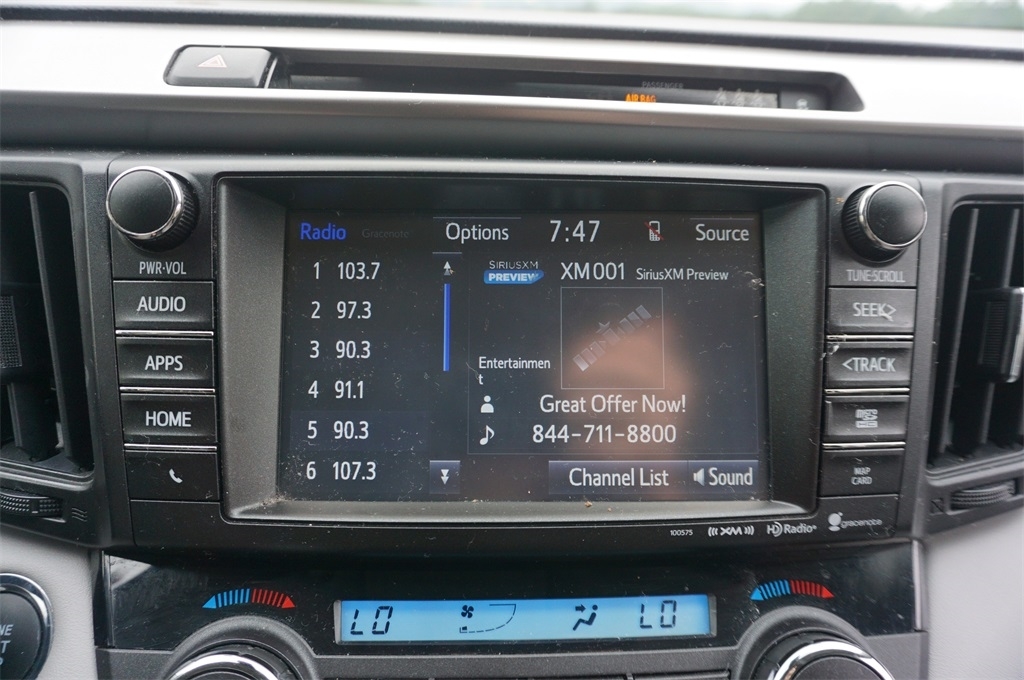 PASSENGER
AIR BAG
Radio Gracenote Options 7:47 Source
1 103.7
2 97.3
3 90.3
4 91.1
5 90.3
6 107.3
SIRIUSXM
PREVIEW
XM001 SiriusXM Preview
Entertainmen
t
Great Offer Now!
844-711-8800
Channel List Sound
PWR-VOL
AUDIO
APPS
HOME
TUNE-SCROLL
SEEK>
<TRACK
MAP
CARD
100575 ((( XM ))) HD Radio® gracenote
LO LO